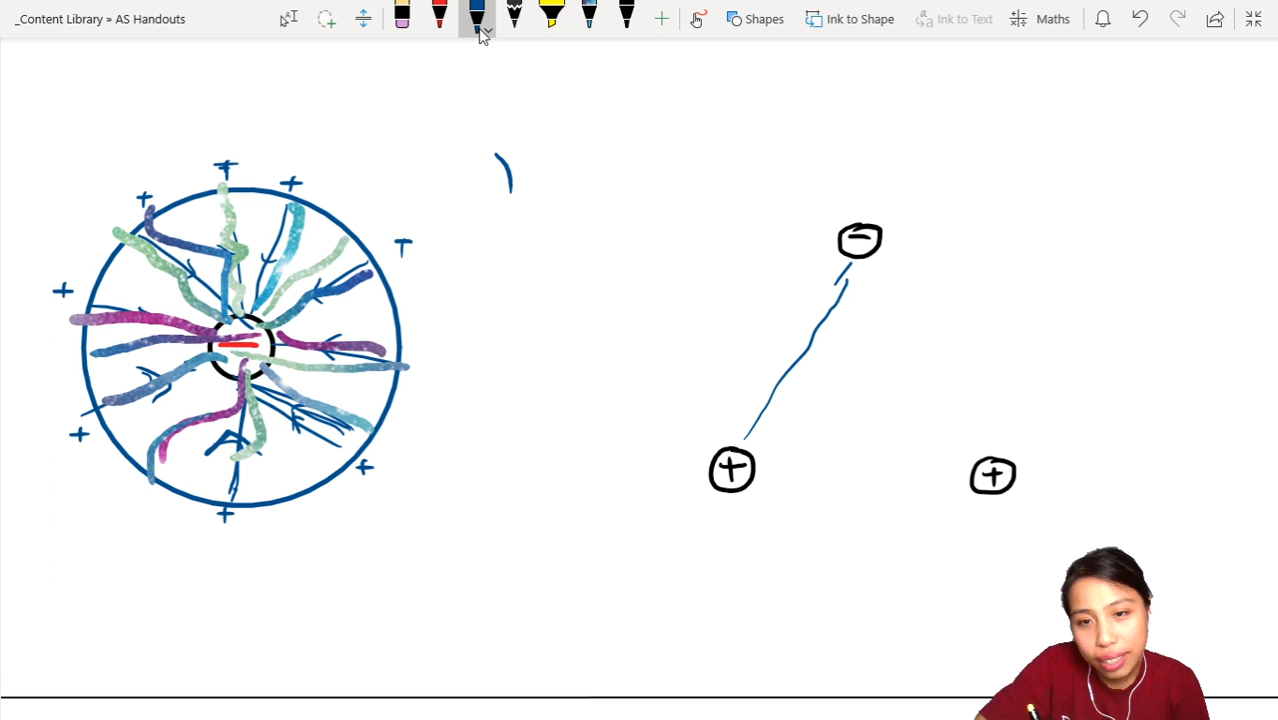 _Content Library » AS Handouts
Shapes
Ink to Shape
Ink to Text
Maths
+
+
+
+
+
+
+
+
−
−
+
+